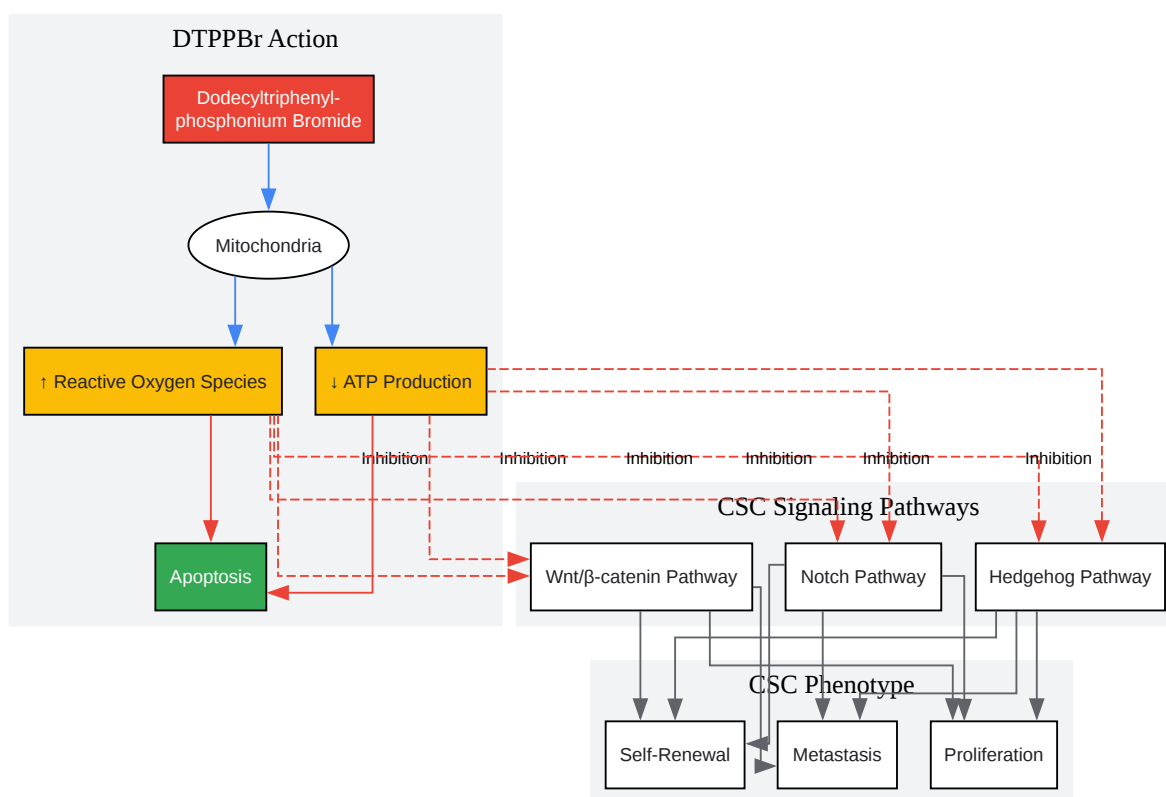 DTPPBr Action
Dodecyltriphenyl-
phosphonium Bromide
Mitochondria
↑ Reactive Oxygen Species
↓ ATP Production
Inhibition
Inhibition
Inhibition
Inhibition
Inhibition
Inhibition
CSC Signaling Pathways
Apoptosis
Wnt/β-catenin Pathway
Notch Pathway
Hedgehog Pathway
CSC Phenotype
Self-Renewal
Metastasis
Proliferation